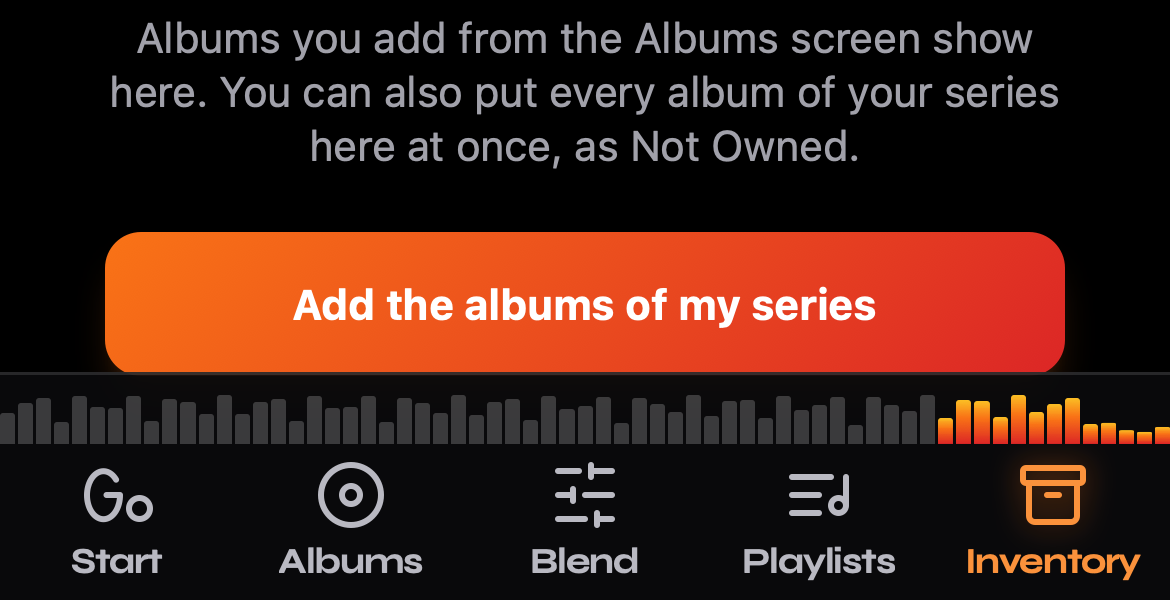 Albums you add from the Albums screen show
here. You can also put every album of your series
here at once, as Not Owned.
Add the albums of my series
Go
Start
Albums
Blend
Playlists
Inventory